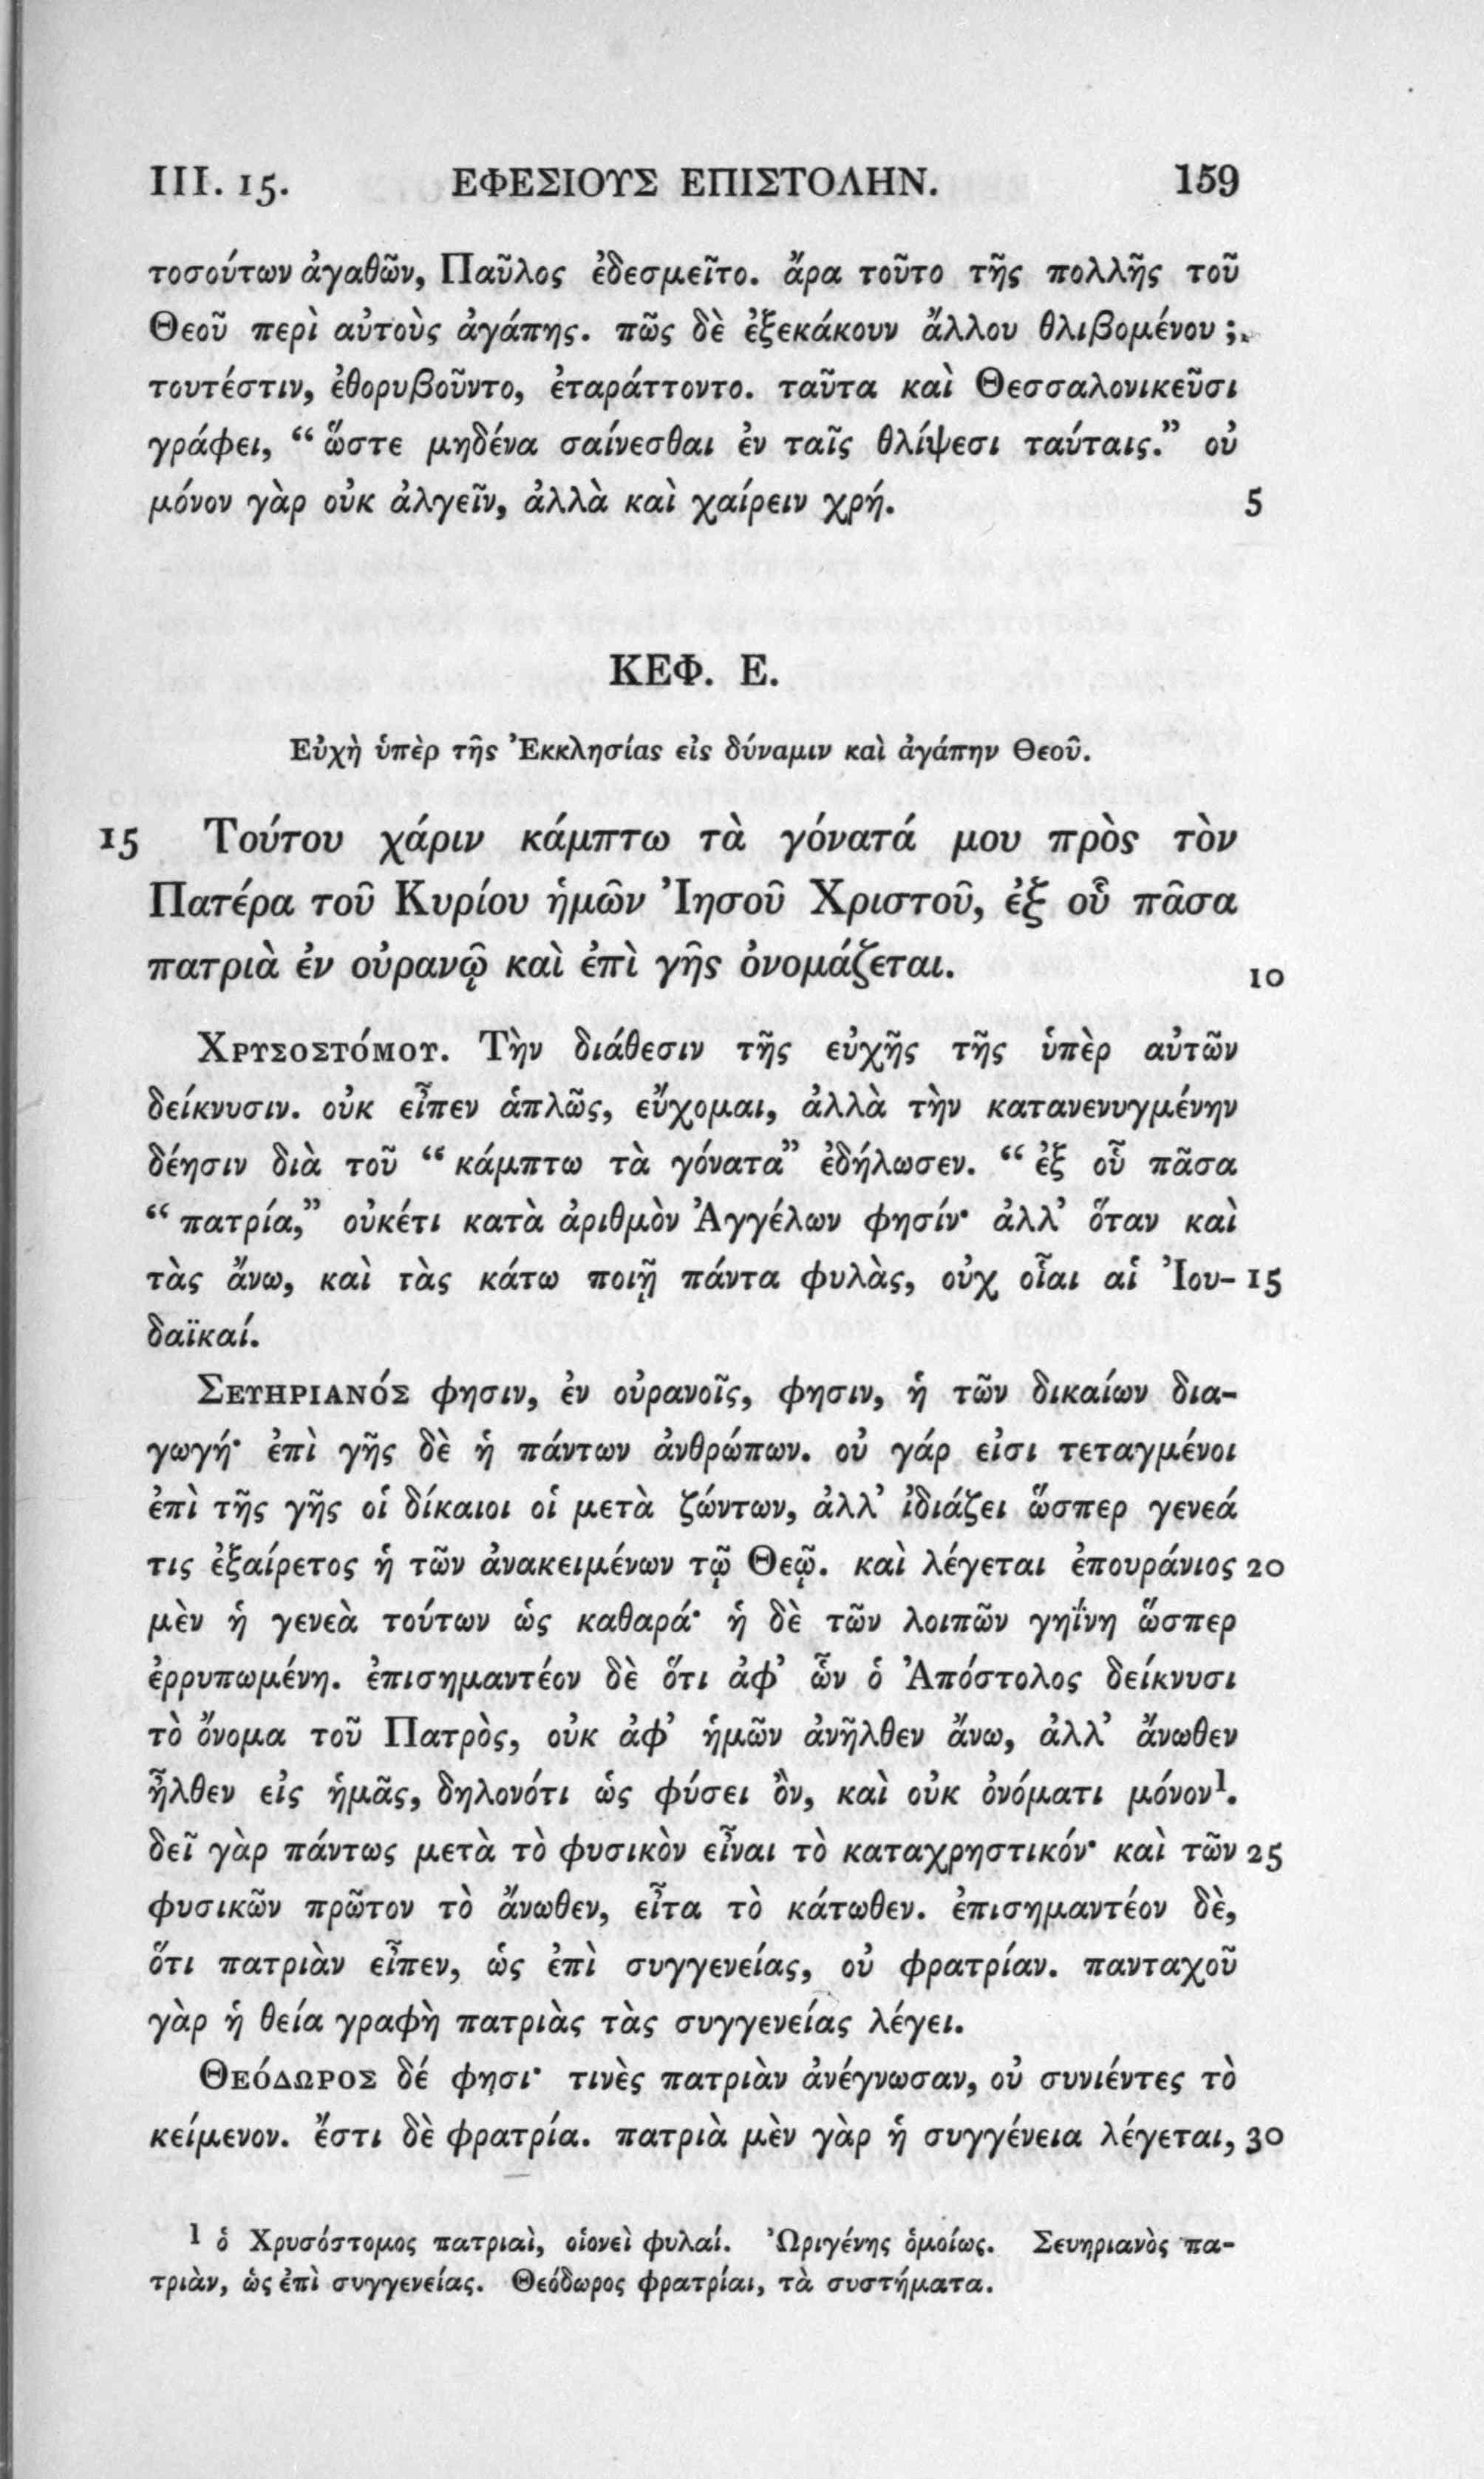 III. 15. ΕΦΕΣΙΟΥΣ ΕΠΙΣΤΟΛΗΝ. 159
τοσούτων ἀγαθῶν, Παῦλος ἐδεσμεῖτο. ἄρα τοῦτο τῆς πολλῆς τοῦ
Θεοῦ περὶ αὐτοὺς ἀγάπης. πῶς δὲ ἐξεκάκουν ἄλλου θλιβομένου ;
τουτέστιν, ἐθορυβοῦντο, ἐταράττοντο. ταῦτα καὶ Θεσσαλονικεῦσι
γράφει, “ ὥστε μηδένα σαίνεσθαι ἐν ταῖς θλίψεσι ταύταις.” οὐ
μόνον γὰρ οὐκ ἀλγεῖν, ἀλλὰ καὶ χαίρειν χρή. 5
ΚΕΦ. Ε.
Εὐχὴ ὑπὲρ τῆς Ἐκκλησίας εἰς δύναμιν καὶ ἀγάπην Θεοῦ.
15 Τούτου χάριν κάμπτω τὰ γόνατά μου πρὸς τὸν
Πατέρα τοῦ Κυρίου ἡμῶν Ἰησοῦ Χριστοῦ, ἐξ οὗ πᾶσα
πατριὰ ἐν οὐρανῷ καὶ ἐπὶ γῆς ὀνομάζεται. 10
Χρυσοστόμου. Τὴν διάθεσιν τῆς εὐχῆς τῆς ὑπὲρ αὐτῶν
δείκνυσιν. οὐκ εἶπεν ἁπλῶς, εὔχομαι, ἀλλὰ τὴν κατανενυγμένην
δέησιν διὰ τοῦ “ κάμπτω τὰ γόνατα” ἐδήλωσεν. “ ἐξ οὗ πᾶσα
“ πατρία,” οὐκέτι κατὰ ἀριθμὸν Ἀγγέλων φησίν· ἀλλ’ ὅταν καὶ
τὰς ἄνω, καὶ τὰς κάτω ποιῇ πάντα φυλὰς, οὐχ οἷαι αἱ Ἰου- 15
δαϊκαί.
Σευηριανός φησιν, ἐν οὐρανοῖς, φησιν, ἡ τῶν δικαίων δια-
γωγή· ἐπὶ γῆς δὲ ἡ πάντων ἀνθρώπων. οὐ γάρ εἰσι τεταγμένοι
ἐπὶ τῆς γῆς οἱ δίκαιοι οἱ μετὰ ζώντων, ἀλλ’ ἰδιάζει ὥσπερ γενεά
τις ἐξαίρετος ἡ τῶν ἀνακειμένων τῷ Θεῷ. καὶ λέγεται ἐπουράνιος 20
μὲν ἡ γενεὰ τούτων ὡς καθαρά· ἡ δὲ τῶν λοιπῶν γηΐνη ὥσπερ
ἐρρυπωμένη. ἐπισημαντέον δὲ ὅτι ἀφ’ ὧν ὁ Ἀπόστολος δείκνυσι
τὸ ὄνομα τοῦ Πατρὸς, οὐκ ἀφ’ ἡμῶν ἀνῆλθεν ἄνω, ἀλλ’ ἄνωθεν
ἦλθεν εἰς ἡμᾶς, δηλονότι ὡς φύσει ὂν, καὶ οὐκ ὀνόματι μόνον¹.
δεῖ γὰρ πάντως μετὰ τὸ φυσικὸν εἶναι τὸ καταχρηστικόν· καὶ τῶν 25
φυσικῶν πρῶτον τὸ ἄνωθεν, εἶτα τὸ κάτωθεν. ἐπισημαντέον δὲ,
ὅτι πατριὰν εἶπεν, ὡς ἐπὶ συγγενείας, οὐ φρατρίαν. πανταχοῦ
γὰρ ἡ θεία γραφὴ πατριὰς τὰς συγγενείας λέγει.
Θεόδωρος δέ φησι· τινὲς πατριὰν ἀνέγνωσαν, οὐ συνιέντες τὸ
κείμενον. ἔστι δὲ φρατρία. πατριὰ μὲν γὰρ ἡ συγγένεια λέγεται, 30
¹ ὁ Χρυσόστομος πατριαὶ, οἱονεὶ φυλαί. Ὠριγένης ὁμοίως. Σευηριανὸς πα-
τριὰν, ὡς ἐπὶ συγγενείας. Θεόδωρος φρατρίαι, τὰ συστήματα.